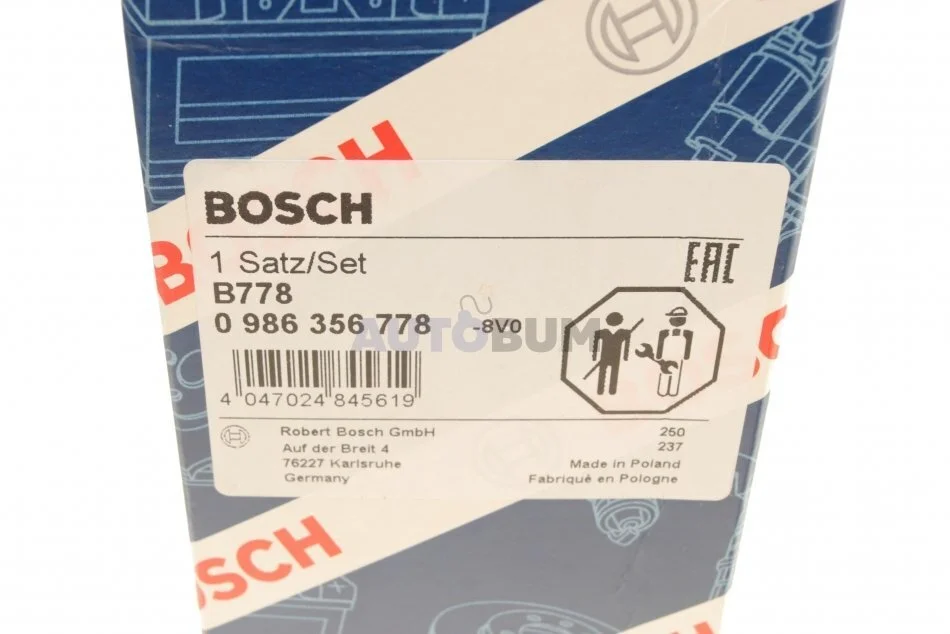 BOSCH
BOSCH
1 Satz/Set
EAC
B778
0 986 356 778 -8V0
AUTOBUM
4 047024 845619
Robert Bosch GmbH
Auf der Breit 4
76227 Karlsruhe
Germany
250
237
Made in Poland
Fabriqué en Pologne
BOSCH